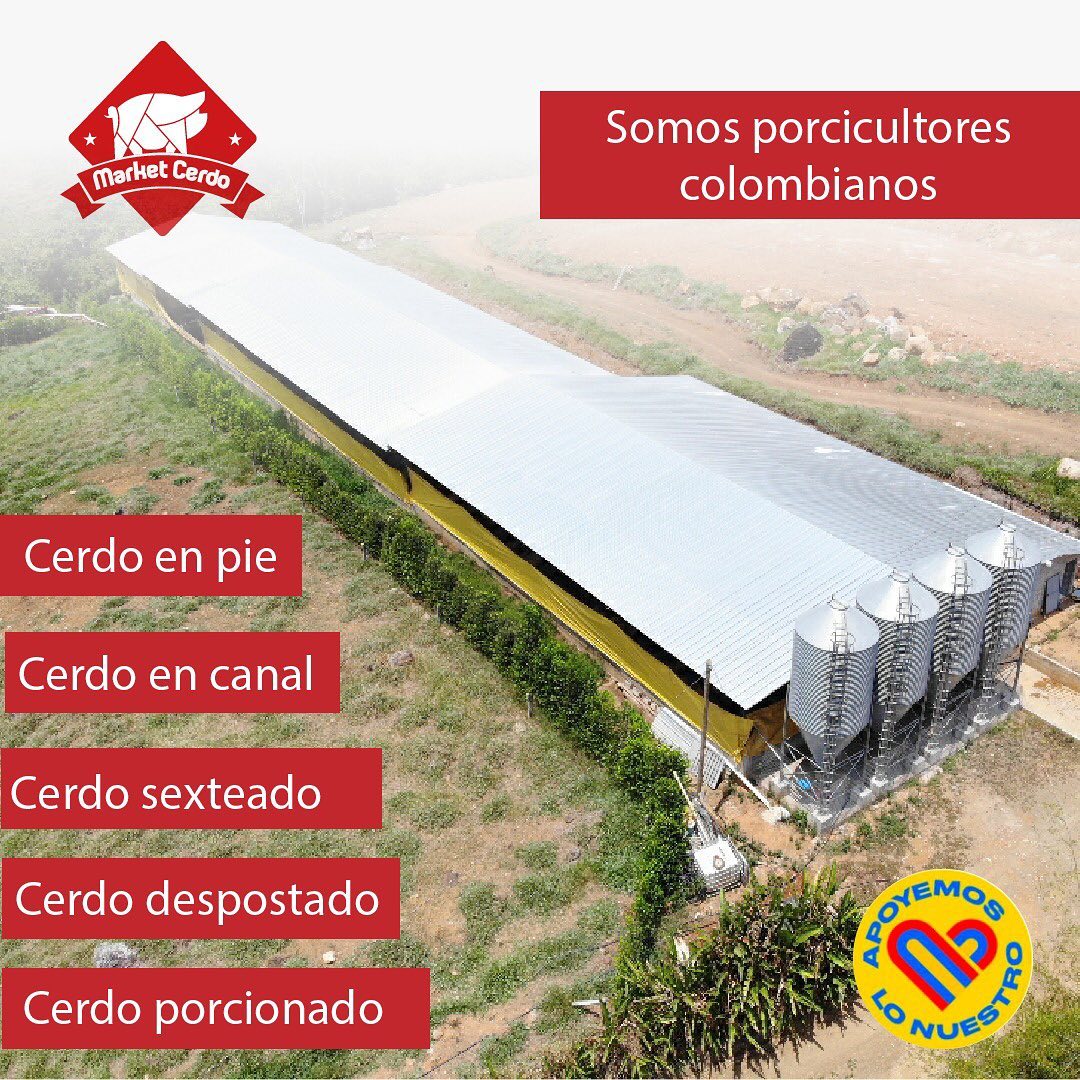 Market Cerdo
Somos porcicultores
colombianos
Cerdo en pie
Cerdo en canal
Cerdo sexteado
Cerdo despostado
Cerdo porcionado
APOYEMOS
LO NUESTRO